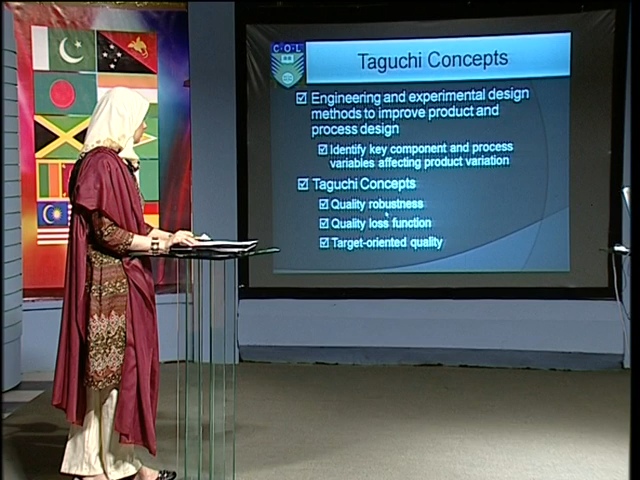 C.O.L
Taguchi Concepts
Engineering and experimental design
methods to improve product and
process design
Identify key component and process
variables affecting product variation
Taguchi Concepts
Quality robustness
Quality loss function
Target-oriented quality